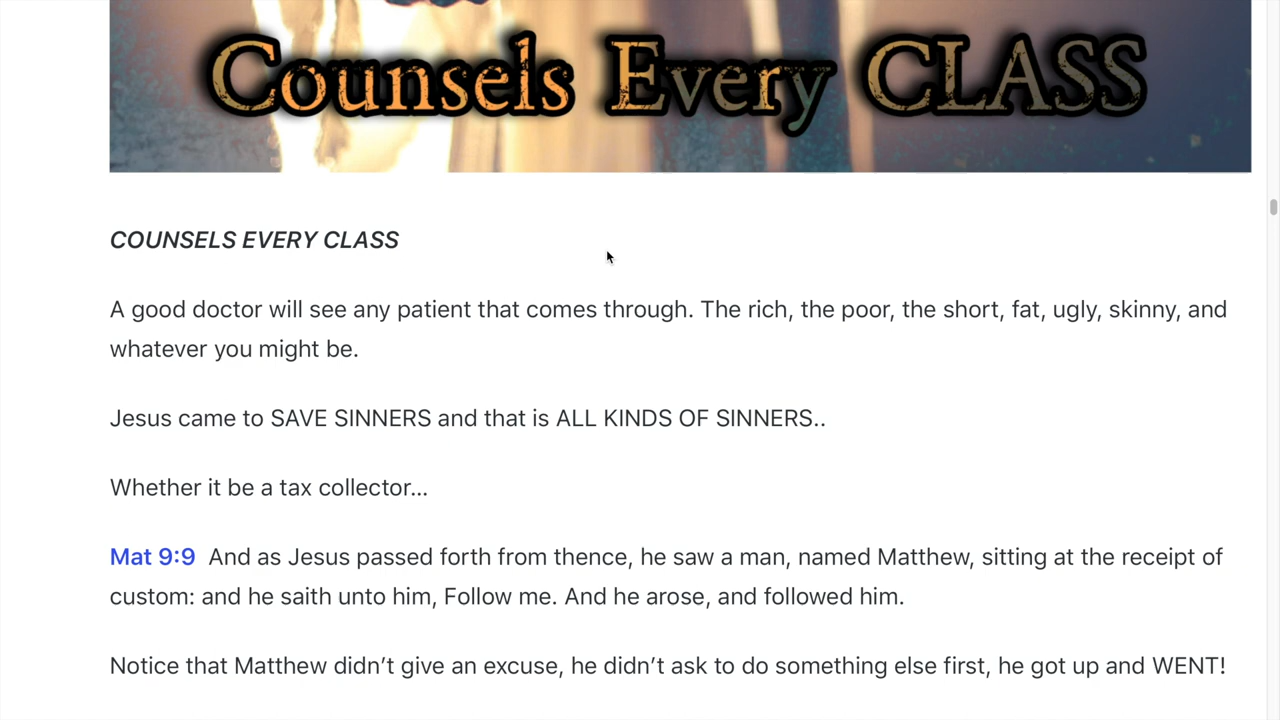 Counsels Every CLASS
COUNSELS EVERY CLASS
A good doctor will see any patient that comes through. The rich, the poor, the short, fat, ugly, skinny, and
whatever you might be.
Jesus came to SAVE SINNERS and that is ALL KINDS OF SINNERS..
Whether it be a tax collector…
Mat 9:9 And as Jesus passed forth from thence, he saw a man, named Matthew, sitting at the receipt of
custom: and he saith unto him, Follow me. And he arose, and followed him.
Notice that Matthew didn’t give an excuse, he didn’t ask to do something else first, he got up and WENT!